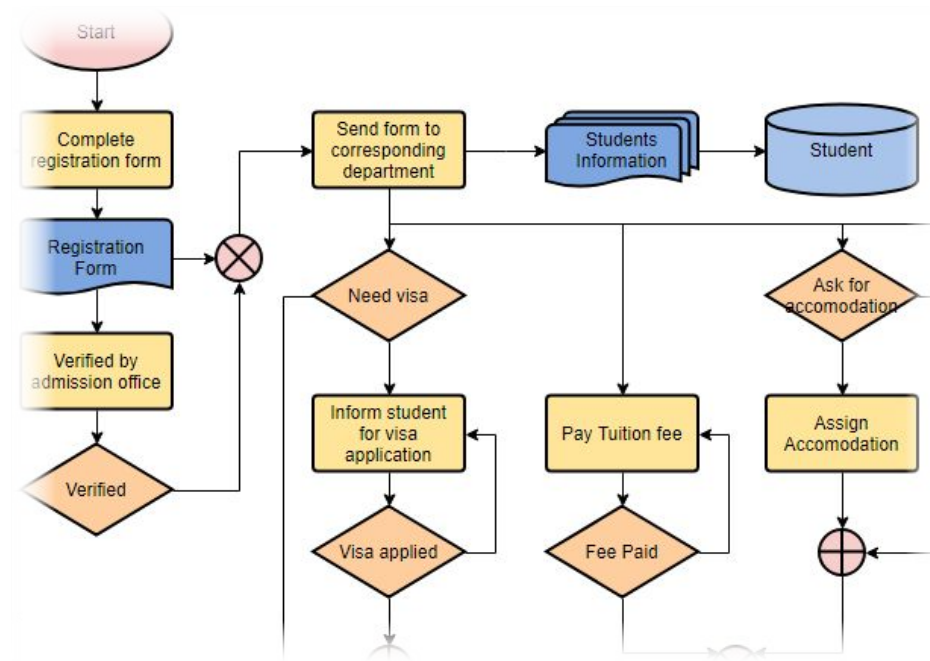 Start
Complete
registration form
Send form to
corresponding
department
Students
Information
Student
Registration
Form
Need visa
Ask for
accomodation
Verified by
admission office
Inform student
for visa
application
Pay Tuition fee
Assign
Accomodation
Verified
Visa applied
Fee Paid